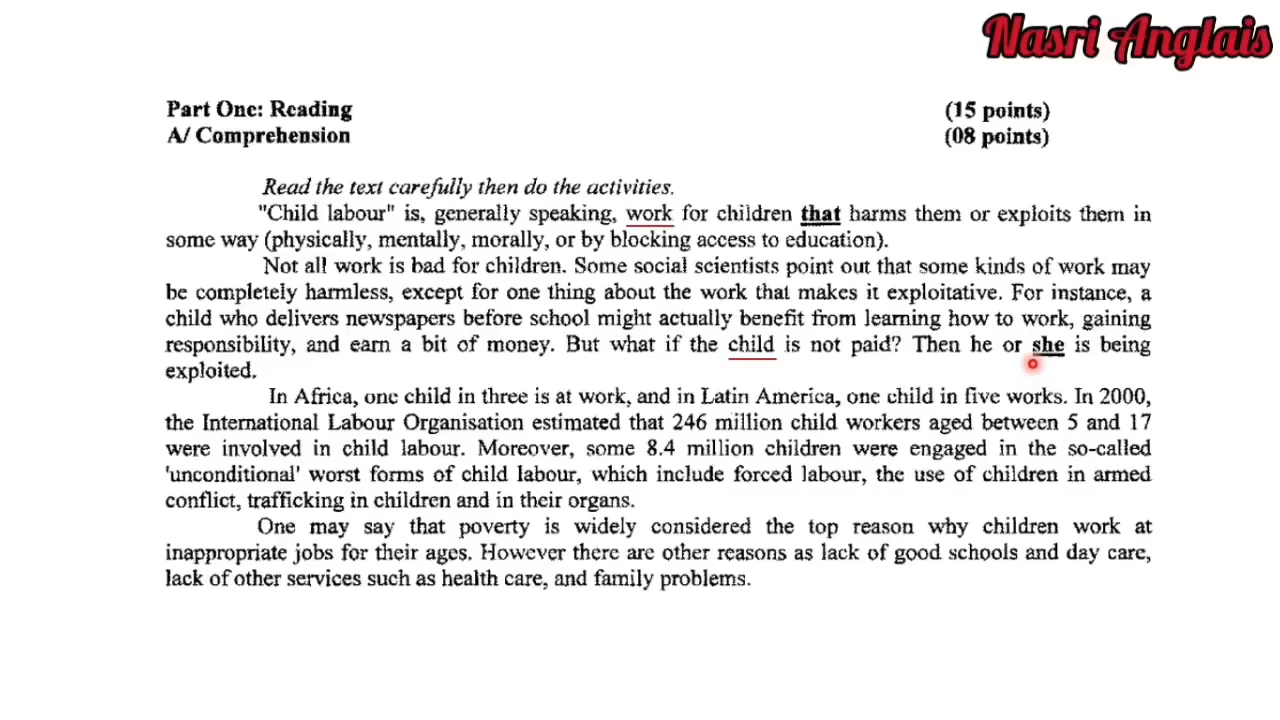 Nasri Anglais
Part One: Reading (15 points)
A/ Comprehension (08 points)
Read the text carefully then do the activities.
"Child labour" is, generally speaking, work for children that harms them or exploits them in
some way (physically, mentally, morally, or by blocking access to education).
Not all work is bad for children. Some social scientists point out that some kinds of work may
be completely harmless, except for one thing about the work that makes it exploitative. For instance, a
child who delivers newspapers before school might actually benefit from learning how to work, gaining
responsibility, and earn a bit of money. But what if the child is not paid? Then he or she is being
exploited.
In Africa, one child in three is at work, and in Latin America, one child in five works. In 2000,
the International Labour Organisation estimated that 246 million child workers aged between 5 and 17
were involved in child labour. Moreover, some 8.4 million children were engaged in the so-called
'unconditional' worst forms of child labour, which include forced labour, the use of children in armed
conflict, trafficking in children and in their organs.
One may say that poverty is widely considered the top reason why children work at
inappropriate jobs for their ages. However there are other reasons as lack of good schools and day care,
lack of other services such as health care, and family problems.